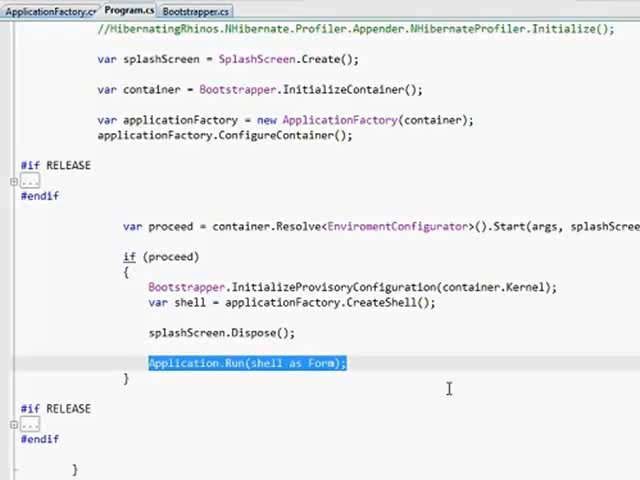 ApplicationFactory.cs Program.cs Bootstrapper.cs
//HibernatingRhinos.NHibernate.Profiler.Appender.NHibernateProfiler.Initialize();
var splashScreen = SplashScreen.Create();
var container = Bootstrapper.InitializeContainer();
var applicationFactory = new ApplicationFactory(container);
applicationFactory.ConfigureContainer();
#if RELEASE
...
#endif
var proceed = container.Resolve<EnviromentConfigurator>().Start(args, splashScree
if (proceed)
{
Bootstrapper.InitializeProvisoryConfiguration(container.Kernel);
var shell = applicationFactory.CreateShell();
splashScreen.Dispose();
Application.Run(shell as Form);
}
#if RELEASE
...
#endif
}